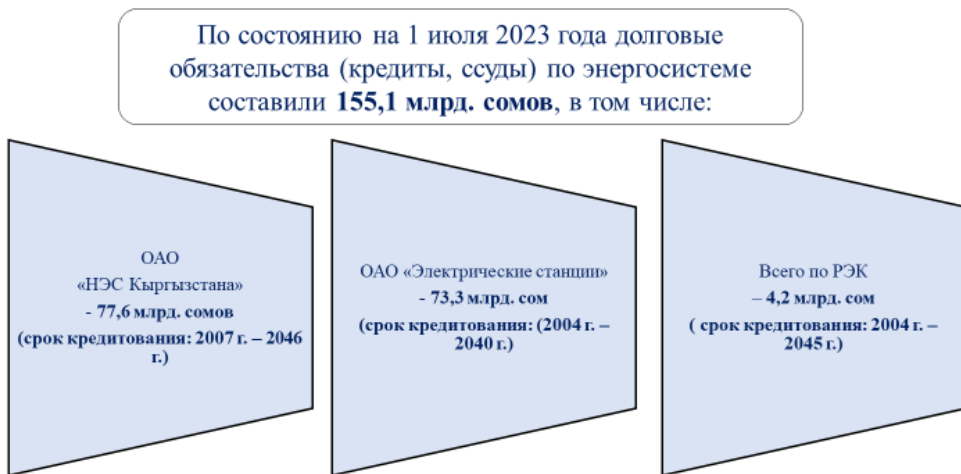 По состоянию на 1 июля 2023 года долговые
обязательства (кредиты, ссуды) по энергосистеме
составили 155,1 млрд. сомов, в том числе:
ОАО
«НЭС Кыргызстана»
- 77,6 млрд. сомов
(срок кредитования: 2007 г. – 2046
г.)
ОАО «Электрические станции»
- 73,3 млрд. сом
(срок кредитования: (2004 г. –
2040 г.)
Всего по РЭК
– 4,2 млрд. сом
( срок кредитования: 2004 г. –
2045 г.)